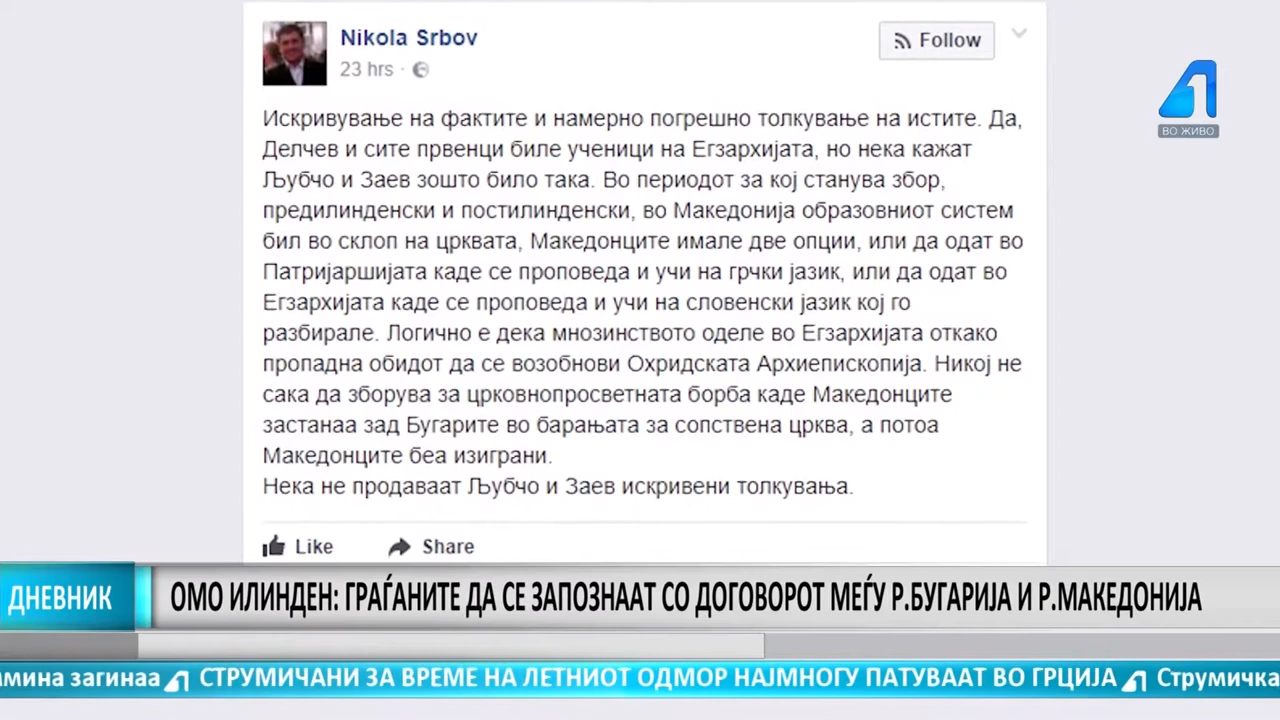 Nikola Srbov
23 hrs ·
Follow
Искривување на фактите и намерно погрешно толкување на истите. Да,
Делчев и сите првенци биле ученици на Егзархијата, но нека кажат
Љубчо и Заев зошто било така. Во периодот за кој станува збор,
предилинденски и постилинденски, во Македонија образовниот систем
бил во склоп на црквата, Македонците имале две опции, или да одат во
Патријаршијата каде се проповеда и учи на грчки јазик, или да одат во
Егзархијата каде се проповеда и учи на словенски јазик кој го
разбирале. Логично е дека мнозинството оделе во Егзархијата откако
пропадна обидот да се возобнови Охридската Архиепископија. Никој не
сака да зборува за црковнопросветната борба каде Македонците
застанаа зад Бугарите во барањата за сопствена црква, а потоа
Македонците беа изиграни.
Нека не продаваат Љубчо и Заев искривени толкувања.
Like Share
1
ВО ЖИВО
ДНЕВНИК
ОМО ИЛИНДЕН: ГРАЃАНИТЕ ДА СЕ ЗАПОЗНААТ СО ДОГОВОРОТ МЕЃУ Р.БУГАРИЈА И Р.МАКЕДОНИЈА
мина загинаа СТРУМИЧАНИ ЗА ВРЕМЕ НА ЛЕТНИОТ ОДМОР НАЈМНОГУ ПАТУВААТ ВО ГРЦИЈА Струмичка